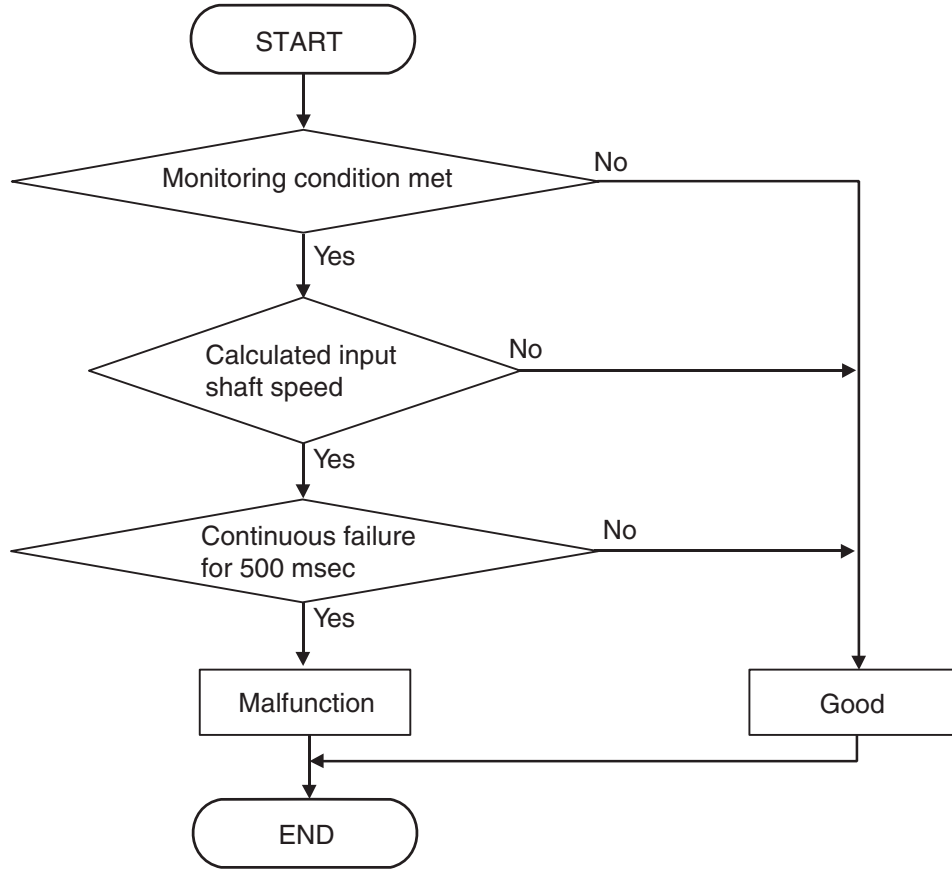 START
Monitoring condition met
No
Yes
Calculated input
shaft speed
No
Yes
Continuous failure
for 500 msec
No
Yes
Malfunction
Good
END